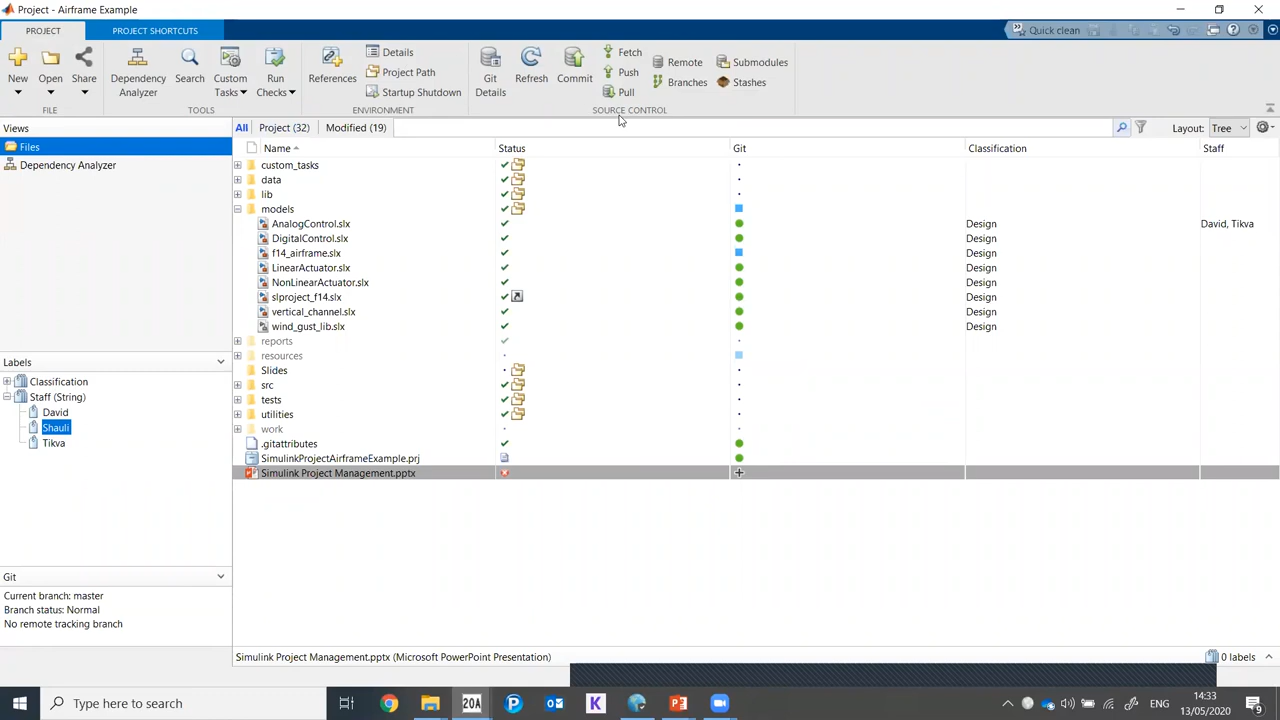 Project - Airframe Example
PROJECT
PROJECT SHORTCUTS
Quick clean
New
Open
Share
Dependency
Analyzer
Search
Custom
Tasks
Run
Checks
References
Details
Project Path
Startup Shutdown
Git
Details
Refresh
Commit
Fetch
Push
Pull
Remote
Branches
Submodules
Stashes
FILE
TOOLS
ENVIRONMENT
SOURCE CONTROL
Views
Files
Dependency Analyzer
All Project (32) Modified (19)
Layout: Tree
Name Status Git Classification Staff
custom_tasks
data
lib
models
AnalogControl.slx Design David, Tikva
DigitalControl.slx Design
f14_airframe.slx Design
LinearActuator.slx Design
NonLinearActuator.slx Design
slproject_f14.slx Design
vertical_channel.slx Design
wind_gust_lib.slx Design
reports
resources
Slides
src
tests
utilities
work
.gitattributes
SimulinkProjectAirframeExample.prj
Simulink Project Management.pptx
Labels
Classification
Staff (String)
David
Shauli
Tikva
Git
Current branch: master
Branch status: Normal
No remote tracking branch
Simulink Project Management.pptx (Microsoft PowerPoint Presentation)
0 labels
Type here to search
20A
P
K
ENG
14:33
13/05/2020
9